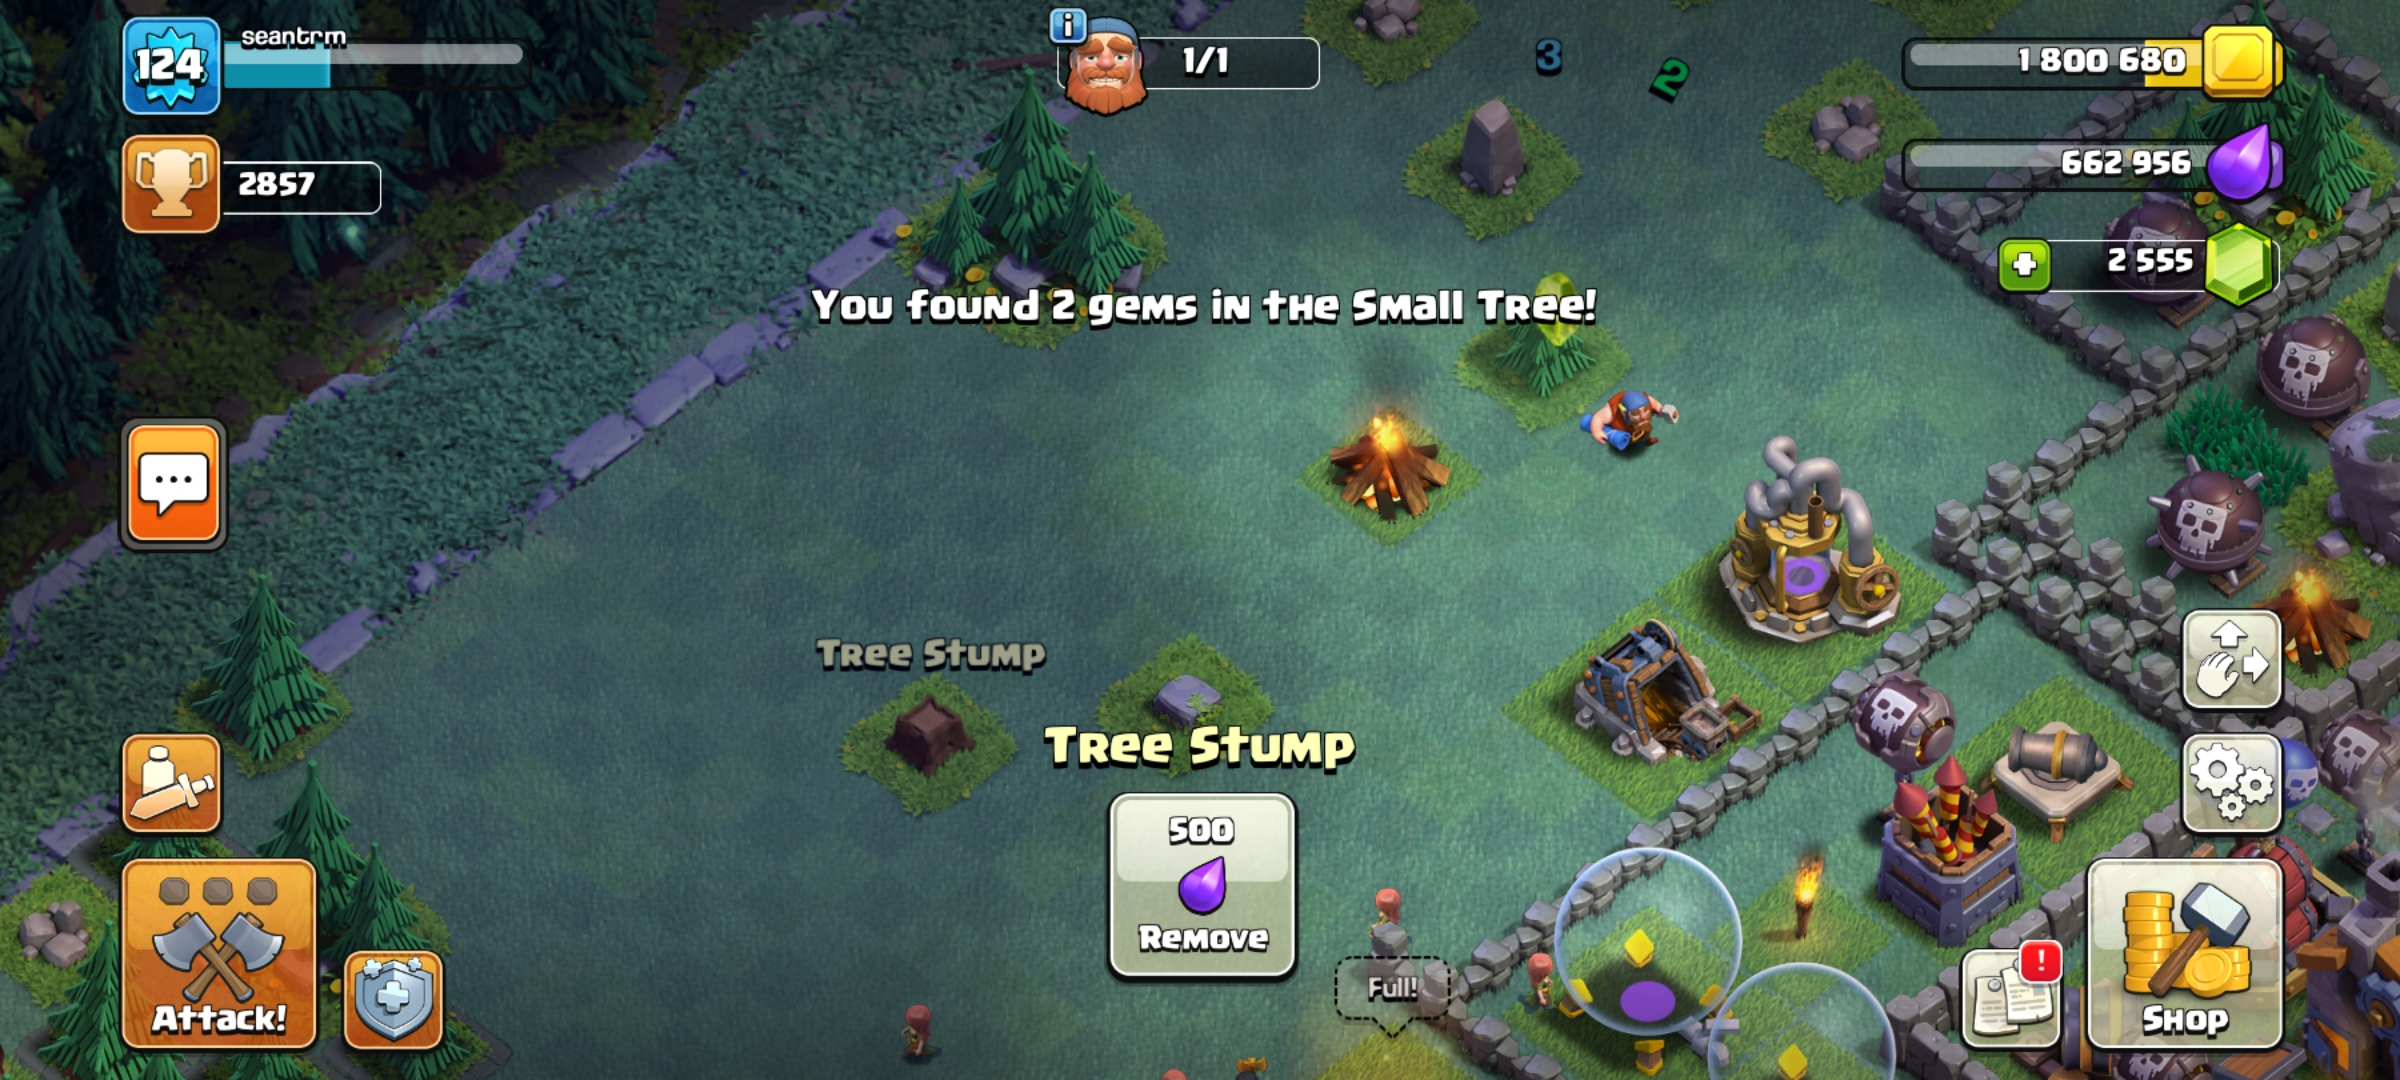 124
seantrm
i
1/1
3
2
1 800 680
2857
662 956
2 555
You found 2 gems in the Small Tree!
Tree Stump
Tree Stump
500
Remove
Full!
!
Attack!
Shop